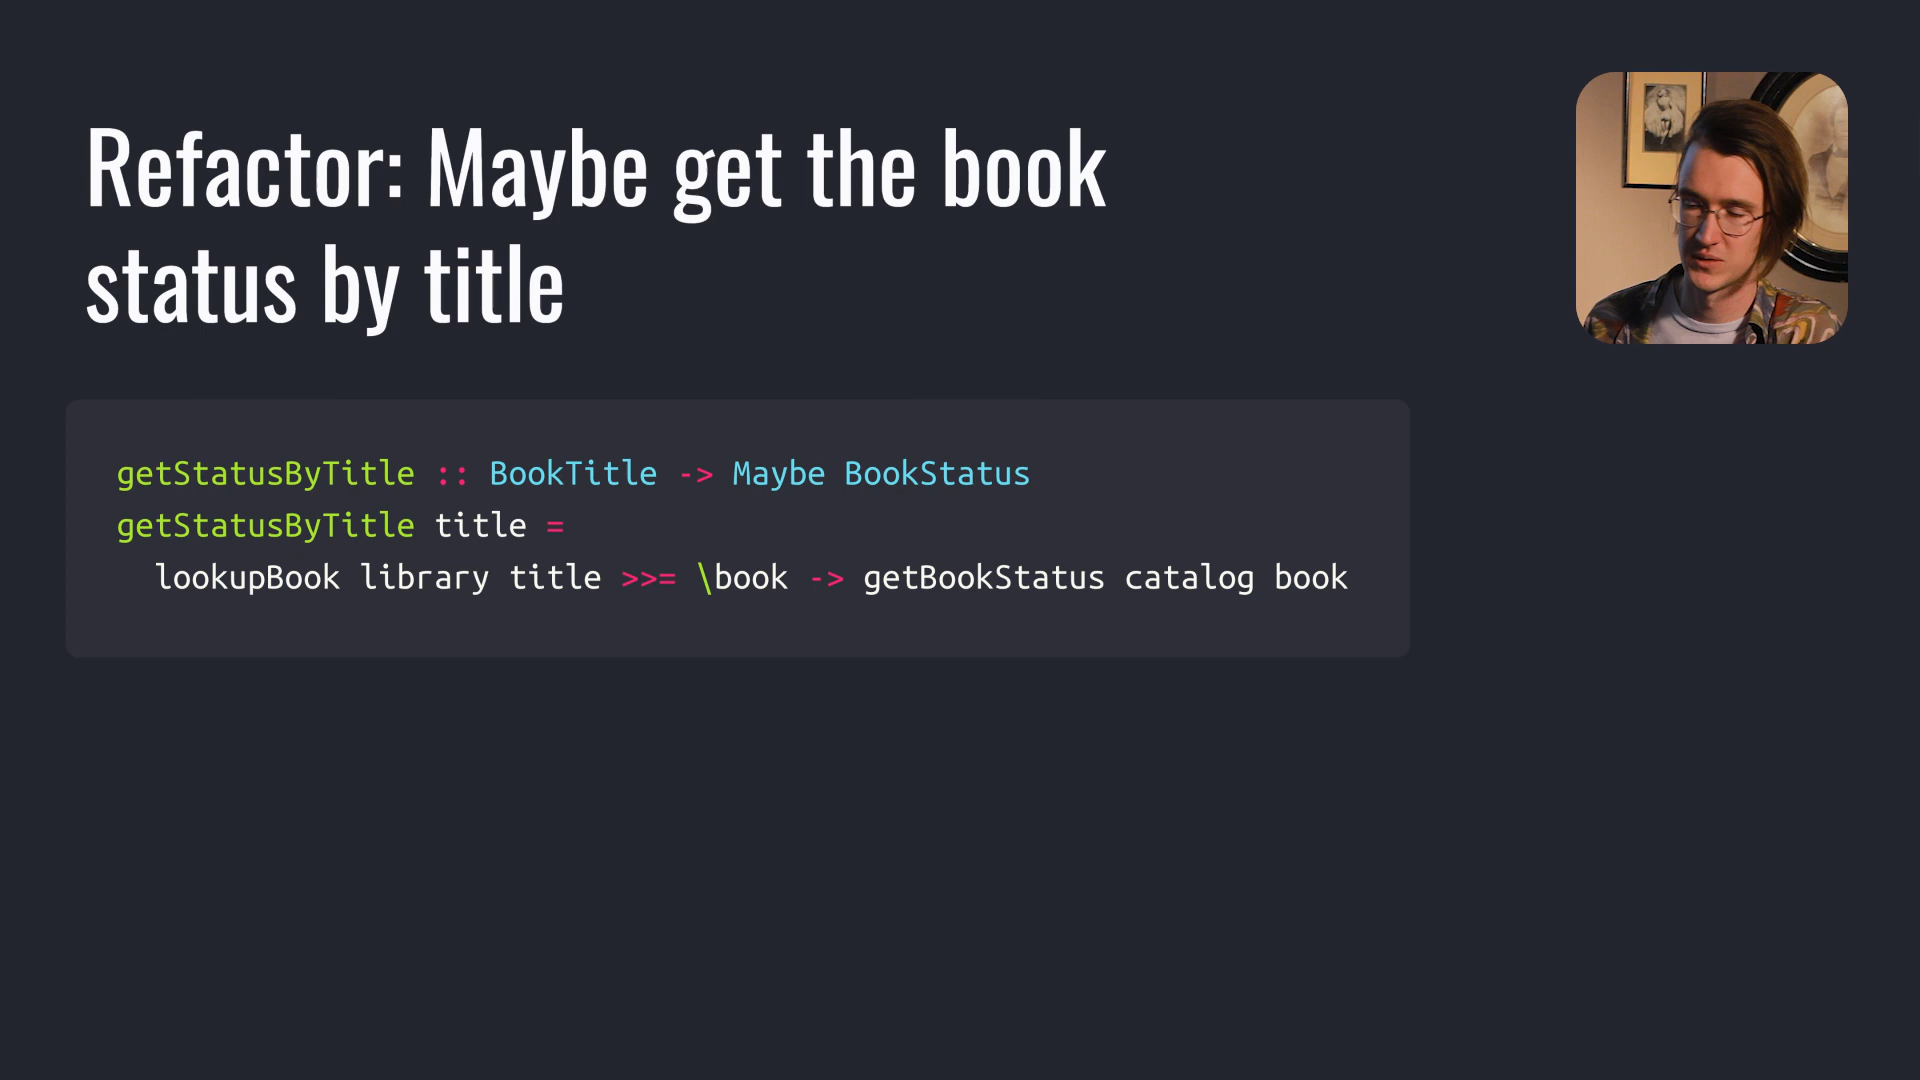 Refactor: Maybe get the book
status by title
getStatusByTitle :: BookTitle -> Maybe BookStatus
getStatusByTitle title =
  lookupBook library title >>= \book -> getBookStatus catalog book